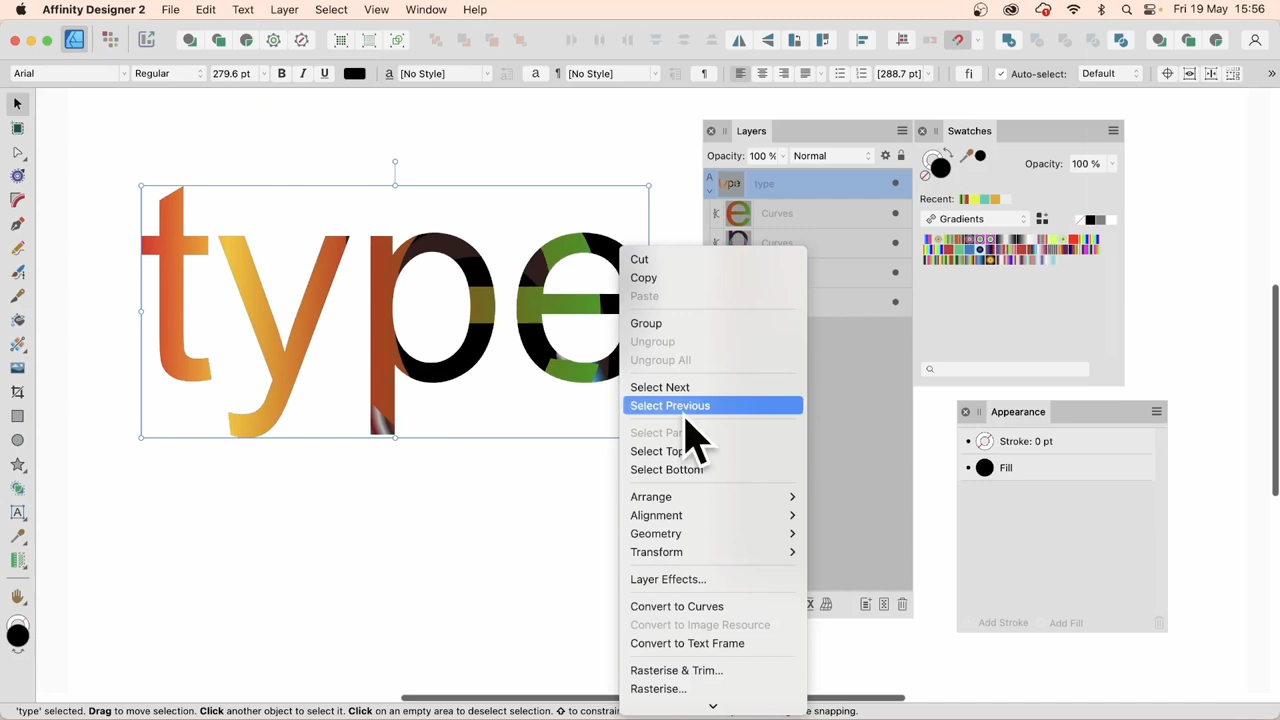 Affinity Designer 2 File Edit Text Layer Select View Window Help Fri 19 May 15:56
Arial Regular 279.6 pt B I U a [No Style] a ¶ [No Style] ¶ [288.7 pt] fi Auto-select: Default
Layers
Opacity: 100 % Normal
A type type
e Curves
Curves
Swatches
Opacity: 100 %
Recent:
Gradients
type
Cut
Copy
Paste
Group
Ungroup
Ungroup All
Select Next
Select Previous
Select Par
Select Top
Select Bottom
Arrange
Alignment
Geometry
Transform
Layer Effects...
Convert to Curves
Convert to Image Resource
Convert to Text Frame
Rasterise & Trim...
Rasterise...
Appearance
Stroke: 0 pt
Fill
Add Stroke Add Fill
'type' selected. Drag to move selection. Click another object to select it. Click on an empty area to deselect selection. ⇧ to constrai
snapping.